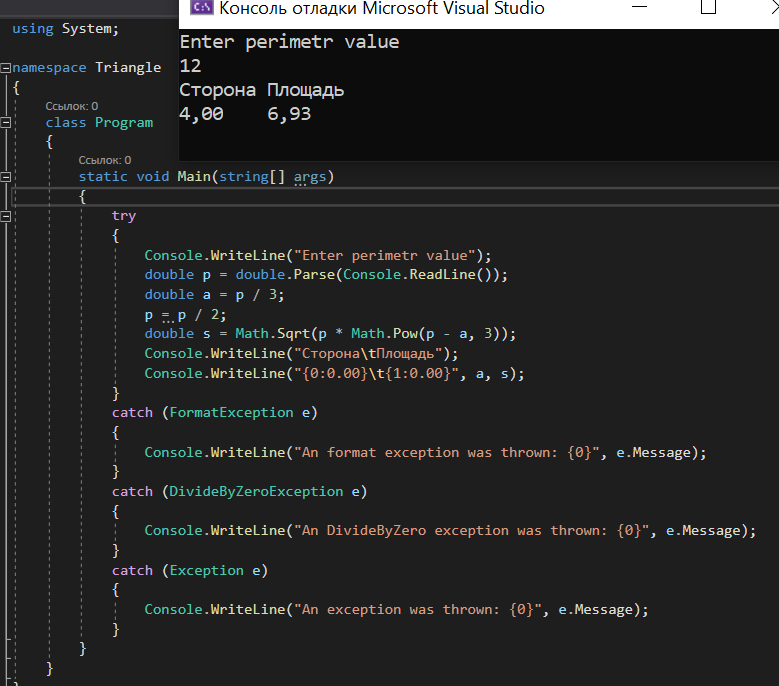 Консоль отладки Microsoft Visual Studio
Enter perimetr value
12
Сторона Площадь
4,00 6,93
using System;
namespace Triangle
{
Ссылок: 0
class Program
{
Ссылок: 0
static void Main(string[] args)
{
try
{
Console.WriteLine("Enter perimetr value");
double p = double.Parse(Console.ReadLine());
double a = p / 3;
p = p / 2;
double s = Math.Sqrt(p * Math.Pow(p - a, 3));
Console.WriteLine("Сторона\tПлощадь");
Console.WriteLine("{0:0.00}\t{1:0.00}", a, s);
}
catch (FormatException e)
{
Console.WriteLine("An format exception was thrown: {0}", e.Message);
}
catch (DivideByZeroException e)
{
Console.WriteLine("An DivideByZero exception was thrown: {0}", e.Message);
}
catch (Exception e)
{
Console.WriteLine("An exception was thrown: {0}", e.Message);
}
}
}
}